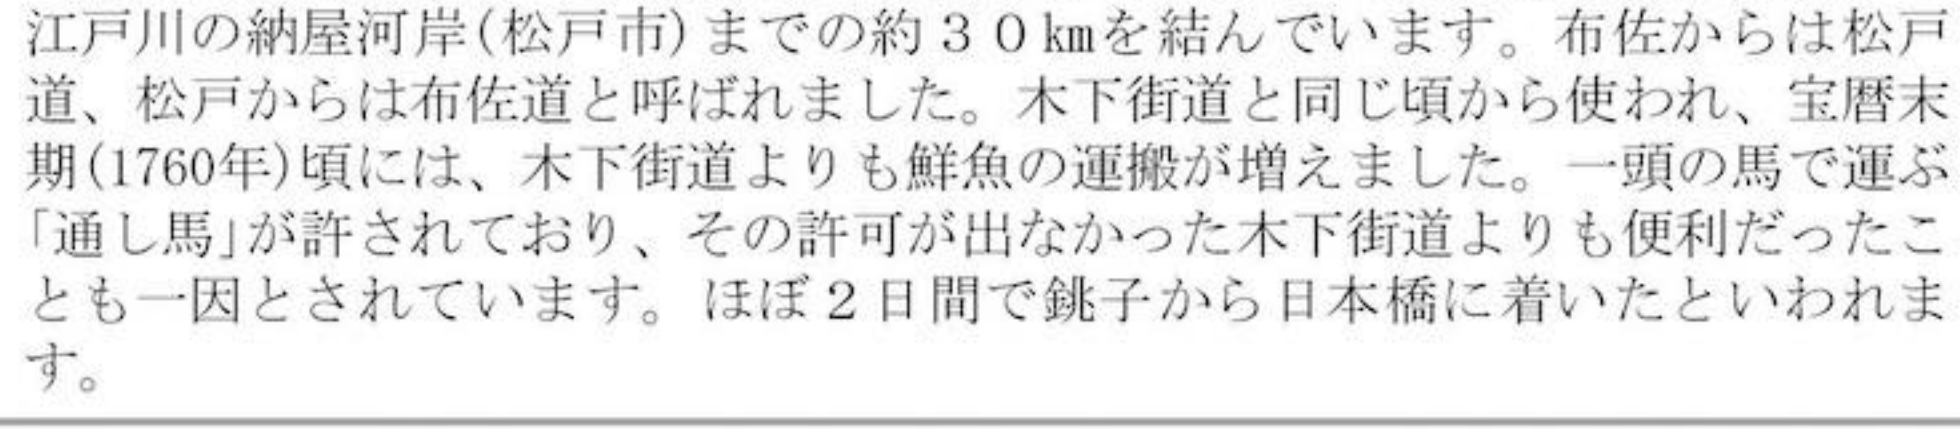 江戸川の納屋河岸(松戸市)までの約３０㎞を結んでいます。布佐からは松戸
道、松戸からは布佐道と呼ばれました。木下街道と同じ頃から使われ、宝暦末
期(1760年)頃には、木下街道よりも鮮魚の運搬が増えました。一頭の馬で運ぶ
｢通し馬｣が許されており、その許可が出なかった木下街道よりも便利だったこ
とも一因とされています。ほぼ２日間で銚子から日本橋に着いたといわれま
す。